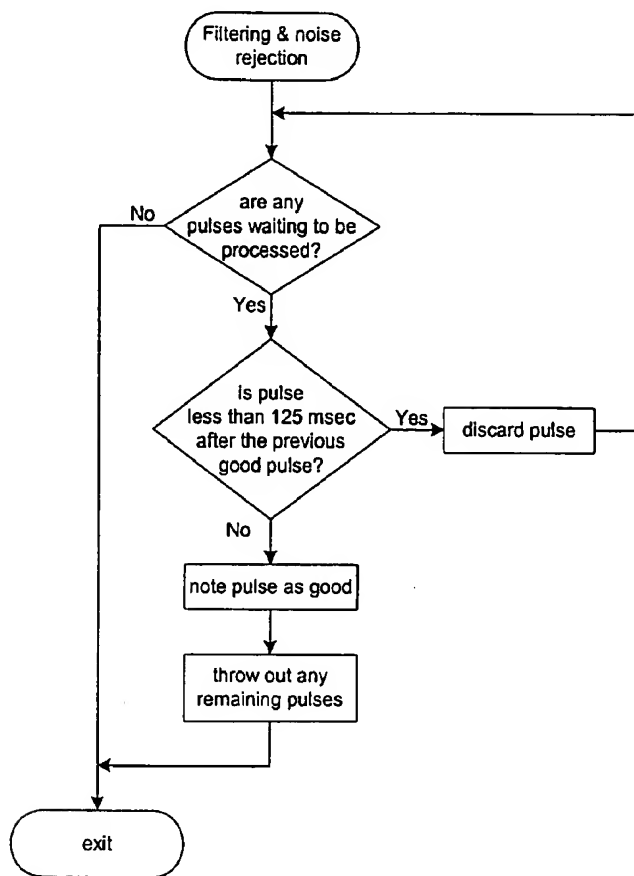 Filtering & noise
rejection
No
are any
pulses waiting to be
processed?
Yes
is pulse
less than 125 msec
after the previous
good pulse?
Yes
discard pulse
No
note pulse as good
throw out any
remaining pulses
exit